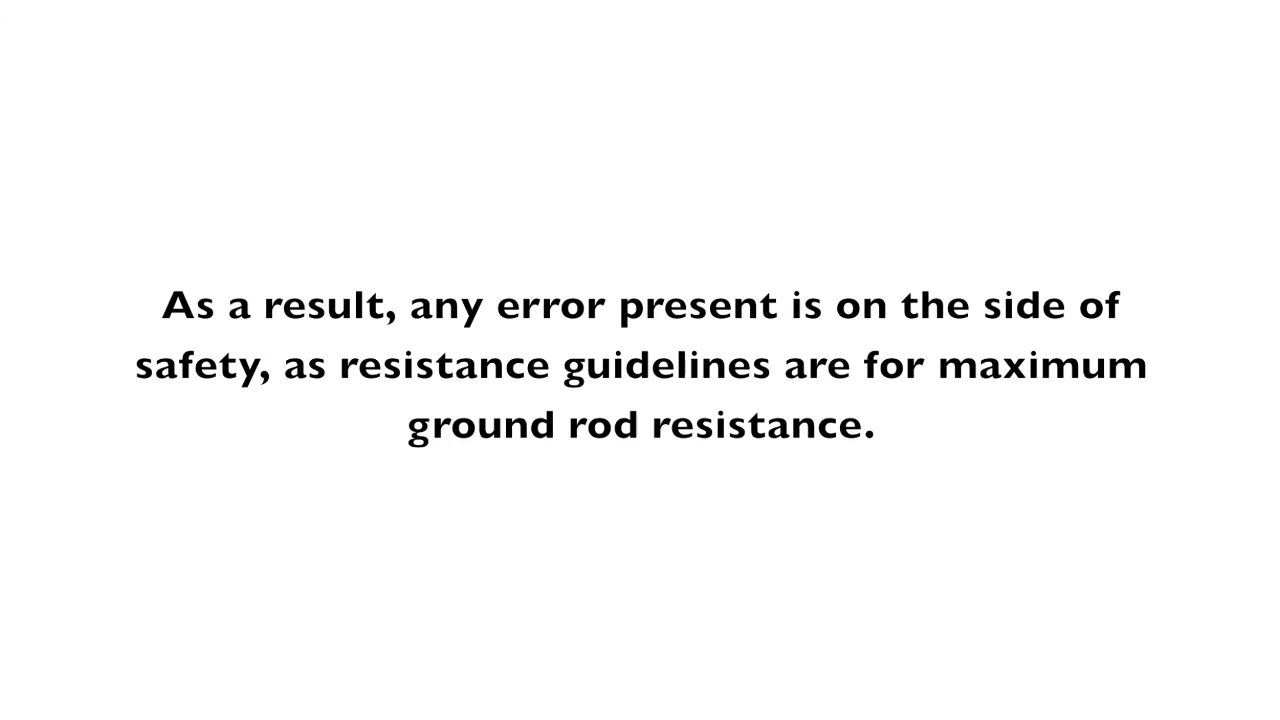 As a result, any error present is on the side of
safety, as resistance guidelines are for maximum
ground rod resistance.